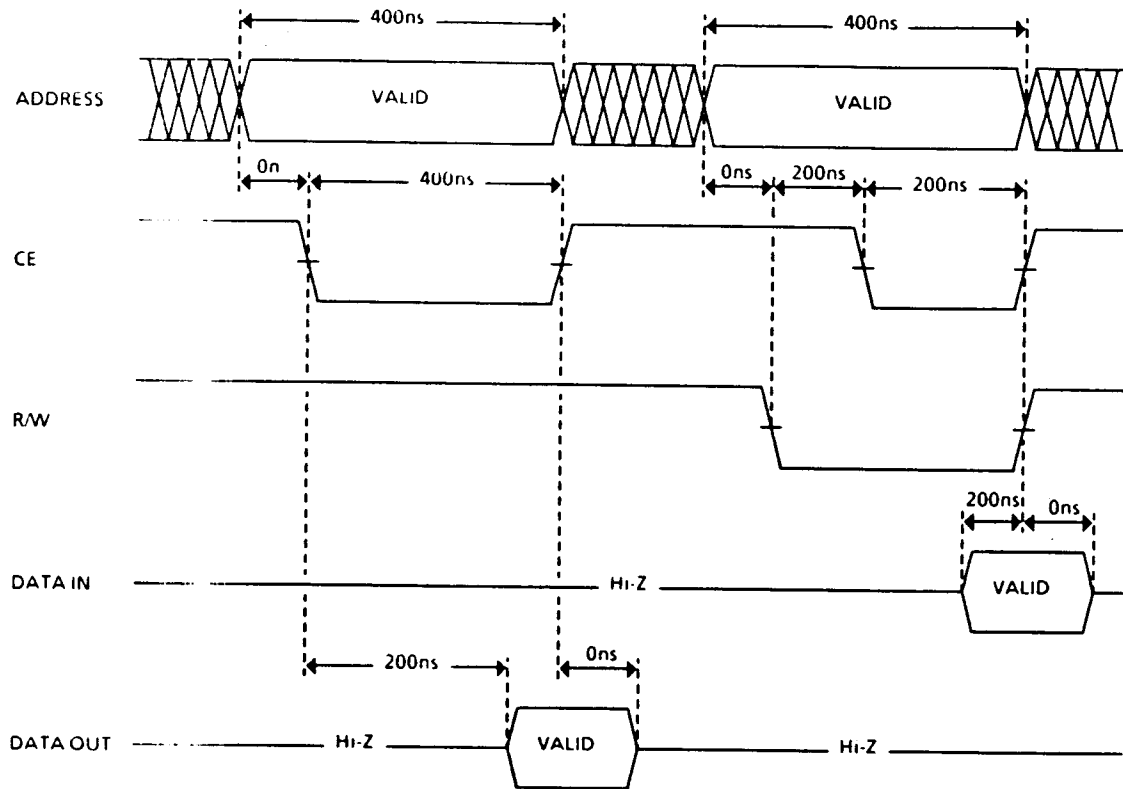 400ns 400ns
ADDRESS VALID VALID
0n 400ns 0ns 200ns 200ns
CE
R/W
200ns 0ns
DATA IN Hi-Z VALID
200ns 0ns
DATA OUT Hi-Z VALID Hi-Z